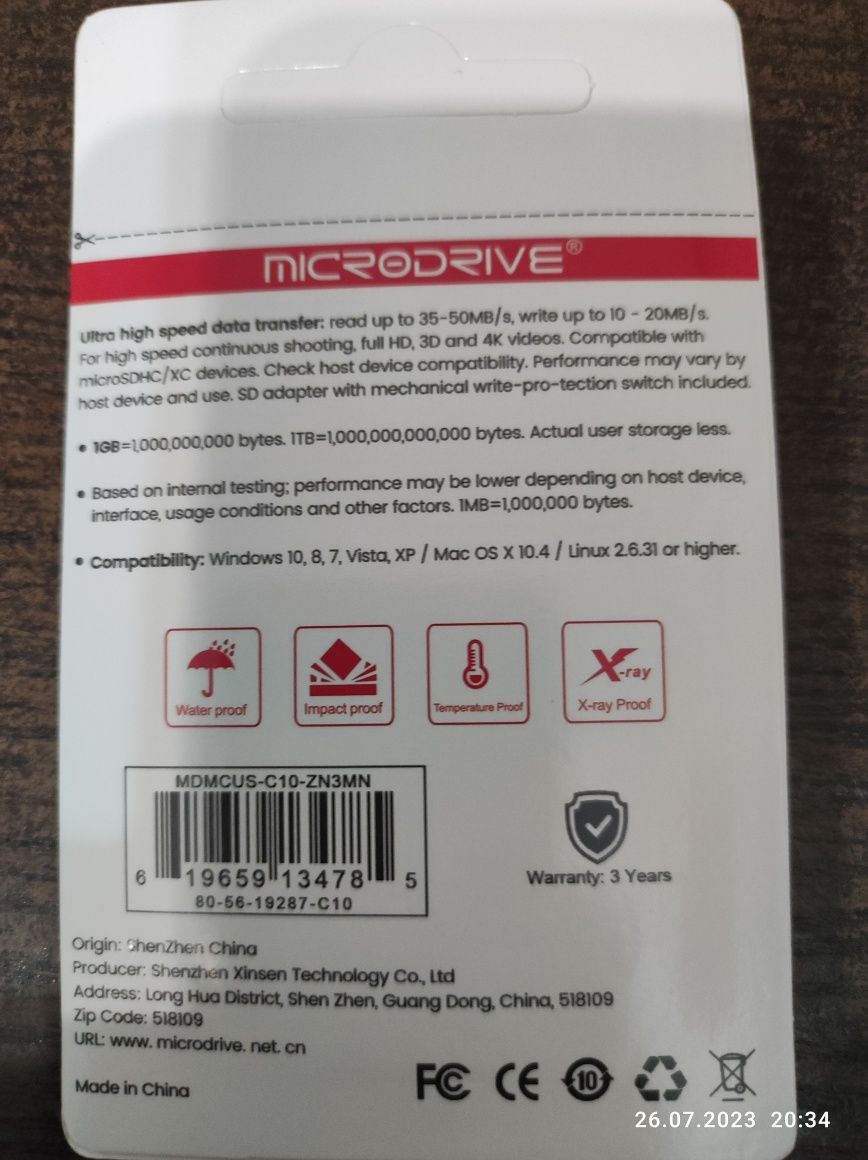 MICRODRIVE®
Ultra high speed data transfer: read up to 35-50MB/s, write up to 10 - 20MB/s.
For high speed continuous shooting, full HD, 3D and 4K videos. Compatible with
microSDHC/XC devices. Check host device compatibility. Performance may vary by
host device and use. SD adapter with mechanical write-pro-tection switch included.
• 1GB=1,000,000,000 bytes. 1TB=1,000,000,000,000 bytes. Actual user storage less.
• Based on internal testing; performance may be lower depending on host device,
interface, usage conditions and other factors. 1MB=1,000,000 bytes.
• Compatibility: Windows 10, 8, 7, Vista, XP / Mac OS X 10.4 / Linux 2.6.31 or higher.
Water proof
Impact proof
Temperature Proof
X-ray
X-ray Proof
MDMCUS-C10-ZN3MN
6 19659 13478 5
80-56-19287-C10
Warranty: 3 Years
Origin: ShenZhen China
Producer: Shenzhen Xinsen Technology Co., Ltd
Address: Long Hua District, Shen Zhen, Guang Dong, China, 518109
Zip Code: 518109
URL: www. microdrive. net. cn
Made in China
FC CE 10
26.07.2023 20:34